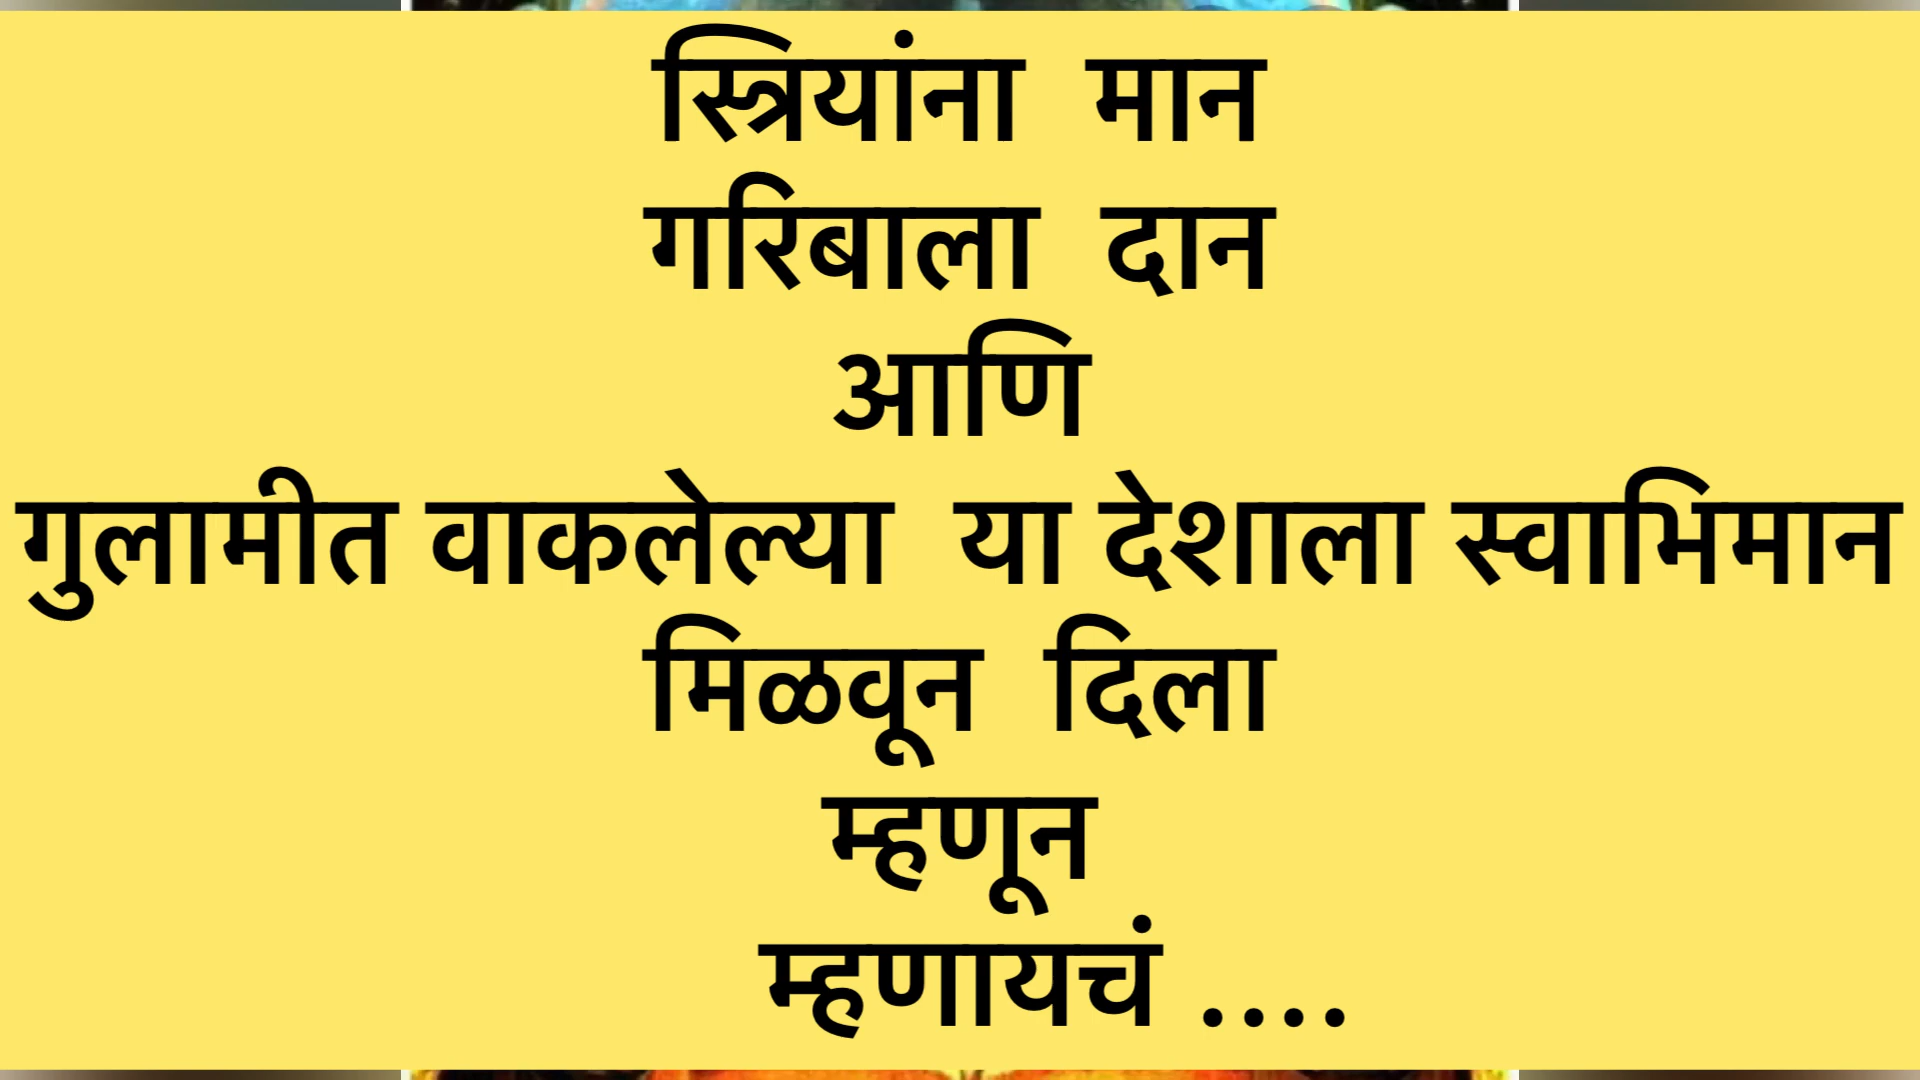 स्त्रियांना मान
गरिबाला दान
आणि
गुलामीत वाकलेल्या या देशाला स्वाभिमान
मिळवून दिला
म्हणून
म्हणायचं ....